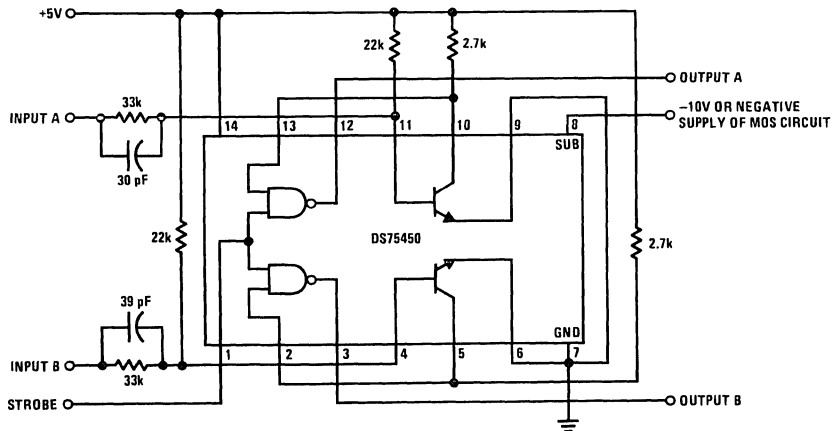 +5V
22k
2.7k
OUTPUT A
33k
INPUT A
–10V OR NEGATIVE
SUPPLY OF MOS CIRCUIT
14 13 12 11 10 9 8
SUB
30 pF
DS75450
22k
2.7k
39 pF
GND
1 2 3 4 5 6 7
INPUT B
33k
STROBE
OUTPUT B